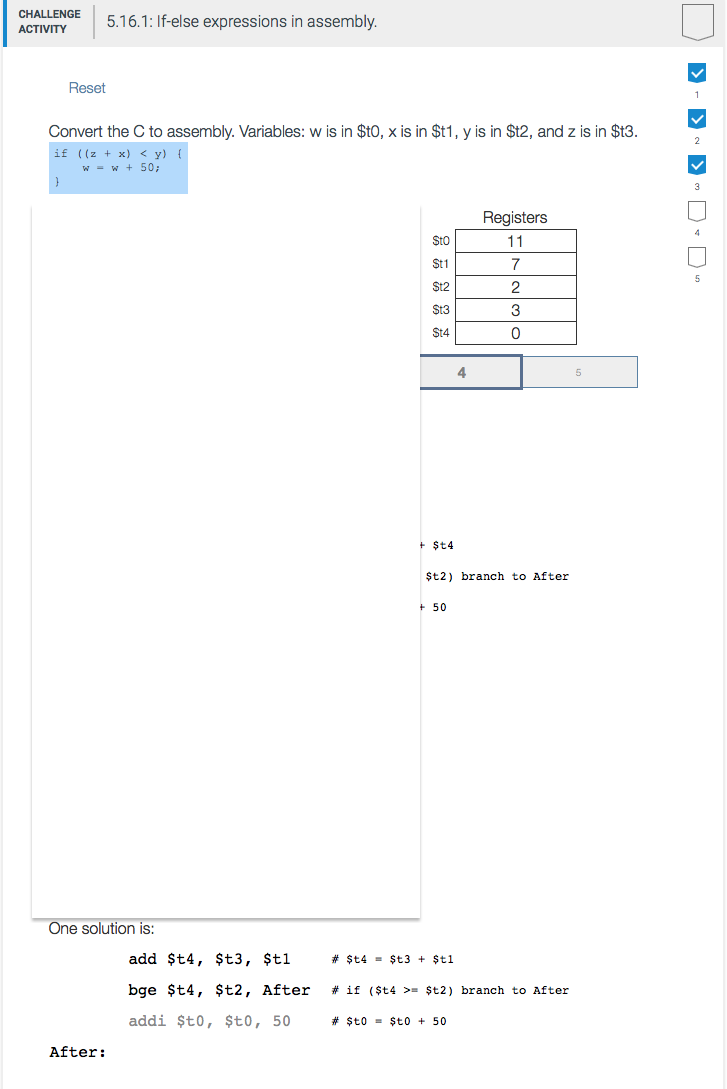 CHALLENGE
ACTIVITY
5.16.1: If-else expressions in assembly.
Reset
1
2
3
4
5
Convert the C to assembly. Variables: w is in $t0, x is in $t1, y is in $t2, and z is in $t3.
if ((z + x) < y) {
w = w + 50;
}
Registers
$t0 11
$t1 7
$t2 2
$t3 3
$t4 0
4 5
+ $t4
$t2) branch to After
+ 50
One solution is:
add $t4, $t3, $t1 # $t4 = $t3 + $t1
bge $t4, $t2, After # if ($t4 >= $t2) branch to After
addi $t0, $t0, 50 # $t0 = $t0 + 50
After: